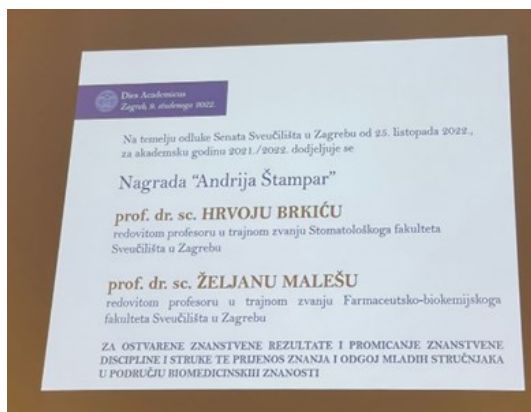 Dies Academicus
Zagreb, 9. studenoga 2022.
Na temelju odluke Senata Sveučilišta u Zagrebu od 25. listopada 2022.,
za akademsku godinu 2021./2022. dodjeljuje se
Nagrada "Andrija Štampar"
prof. dr. sc. HRVOJU BRKIĆU
redovitom profesoru u trajnom zvanju Stomatološkoga fakulteta
Sveučilišta u Zagrebu
prof. dr. sc. ŽELJANU MALEŠU
redovitom profesoru u trajnom zvanju Farmaceutsko-biokemijskoga
fakulteta Sveučilišta u Zagrebu
ZA OSTVARENE ZNANSTVENE REZULTATE I PROMICANJE ZNANSTVENE
DISCIPLINE I STRUKE TE PRIJENOS ZNANJA I ODGOJ MLADIH STRUČNJAKA
U PODRUČJU BIOMEDICINSKIH ZNANOSTI